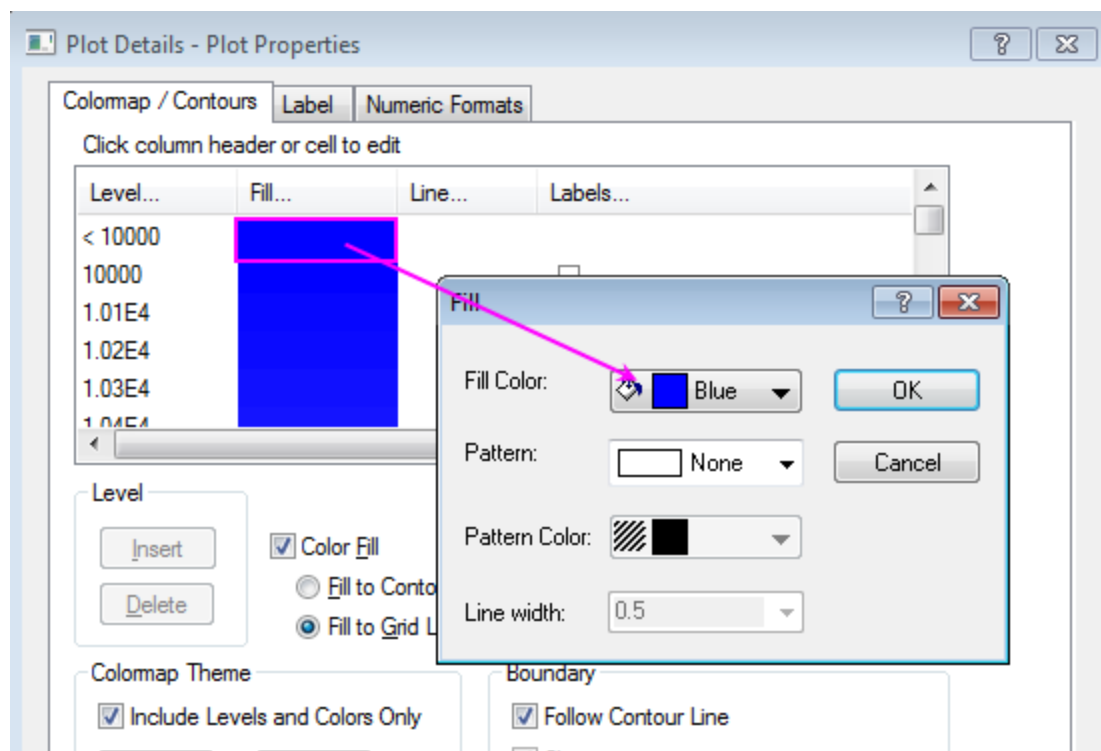 Plot Details - Plot Properties
Colormap / Contours Label Numeric Formats
Click column header or cell to edit
Level... Fill... Line... Labels...
< 10000
10000
1.01E4
1.02E4
1.03E4
1.04E4
Fill
Fill Color: Blue OK
Pattern: None Cancel
Pattern Color:
Line width: 0.5
Level
Insert
Delete
Color Fill
Fill to Conto
Fill to Grid L
Colormap Theme
Include Levels and Colors Only
Boundary
Follow Contour Line